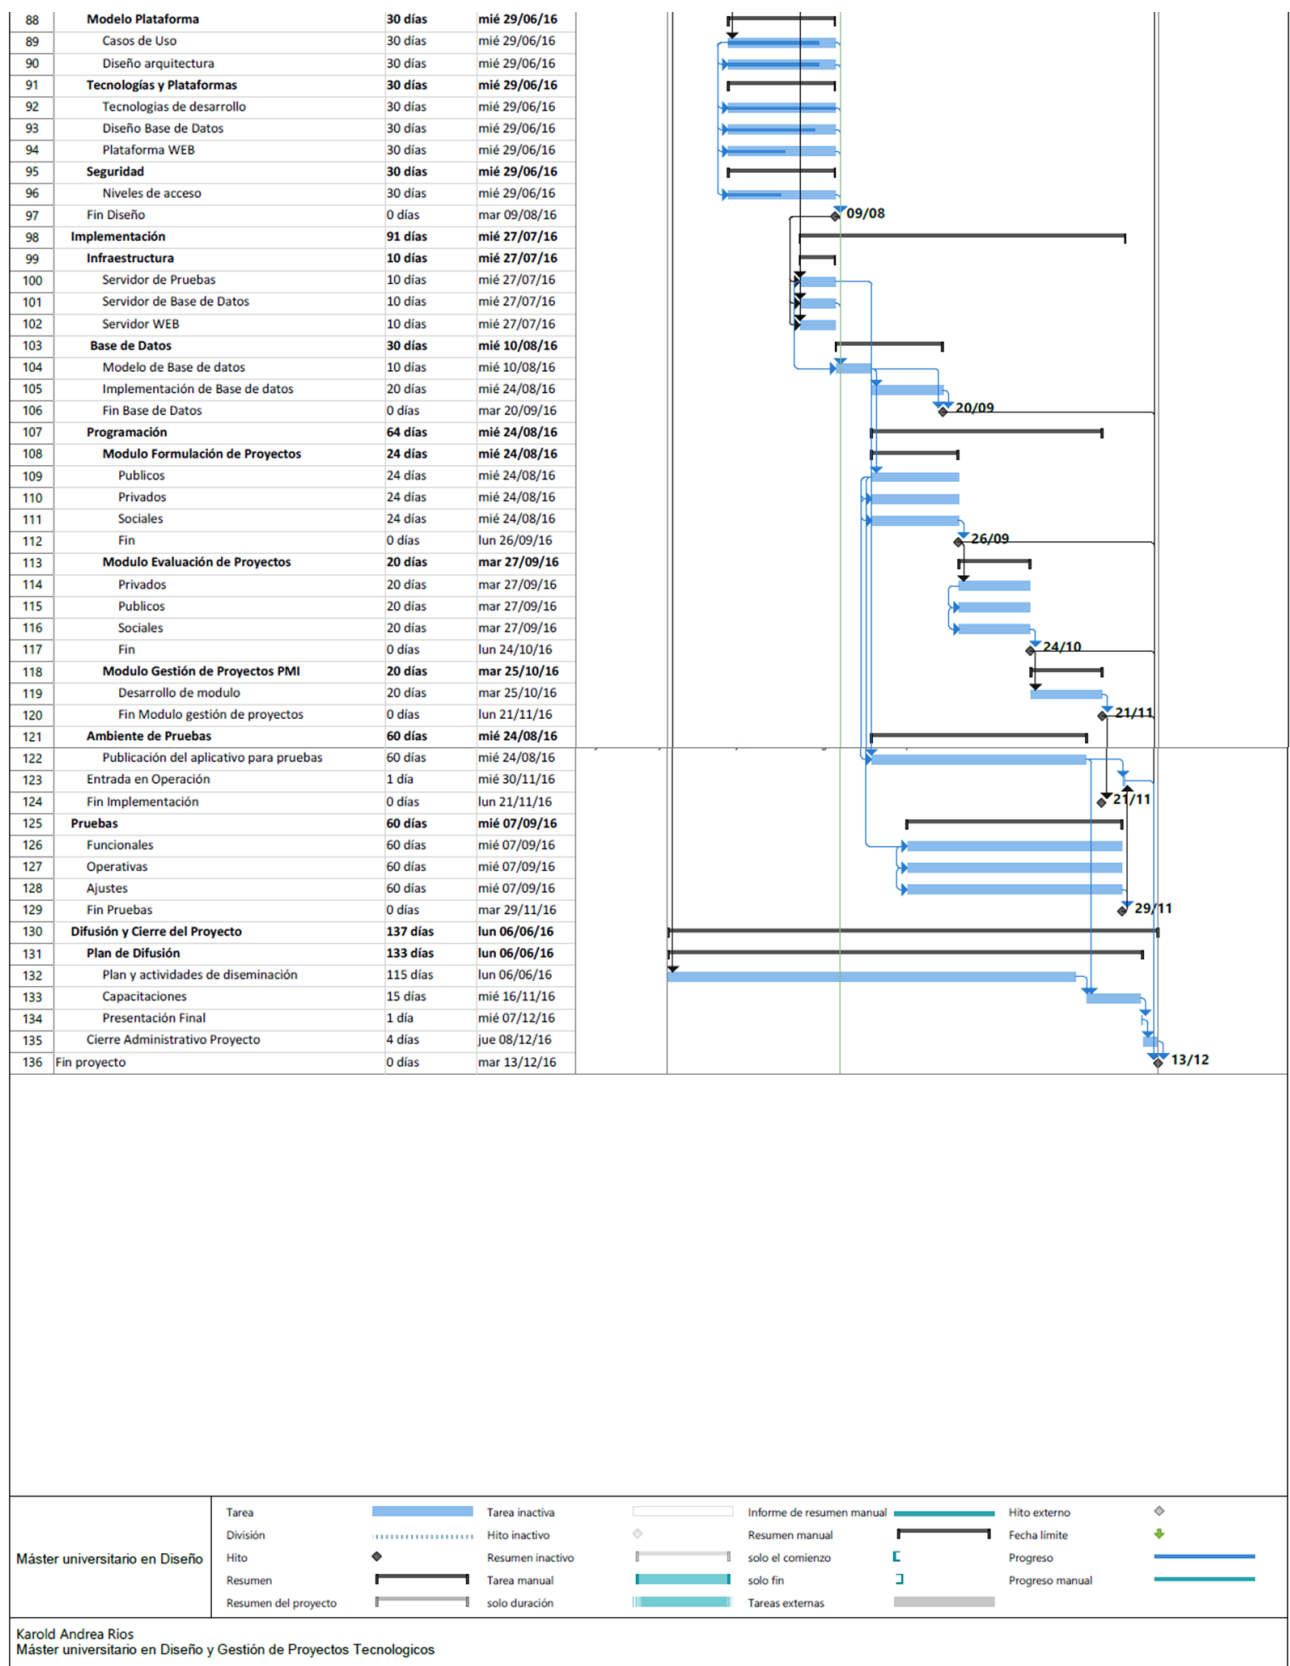 88 Modelo Plataforma 30 días mié 29/06/16
89 Casos de Uso 30 días mié 29/06/16
90 Diseño arquitectura 30 días mié 29/06/16
91 Tecnologías y Plataformas 30 días mié 29/06/16
92 Tecnologias de desarrollo 30 días mié 29/06/16
93 Diseño Base de Datos 30 días mié 29/06/16
94 Plataforma WEB 30 días mié 29/06/16
95 Seguridad 30 días mié 29/06/16
96 Niveles de acceso 30 días mié 29/06/16
97 Fin Diseño 0 días mar 09/08/16 09/08
98 Implementación 91 días mié 27/07/16
99 Infraestructura 10 días mié 27/07/16
100 Servidor de Pruebas 10 días mié 27/07/16
101 Servidor de Base de Datos 10 días mié 27/07/16
102 Servidor WEB 10 días mié 27/07/16
103 Base de Datos 30 días mié 10/08/16
104 Modelo de Base de datos 10 días mié 10/08/16
105 Implementación de Base de datos 20 días mié 24/08/16
106 Fin Base de Datos 0 días mar 20/09/16 20/09
107 Programación 64 días mié 24/08/16
108 Modulo Formulación de Proyectos 24 días mié 24/08/16
109 Publicos 24 días mié 24/08/16
110 Privados 24 días mié 24/08/16
111 Sociales 24 días mié 24/08/16
112 Fin 0 días lun 26/09/16 26/09
113 Modulo Evaluación de Proyectos 20 días mar 27/09/16
114 Privados 20 días mar 27/09/16
115 Publicos 20 días mar 27/09/16
116 Sociales 20 días mar 27/09/16
117 Fin 0 días lun 24/10/16 24/10
118 Modulo Gestión de Proyectos PMI 20 días mar 25/10/16
119 Desarrollo de modulo 20 días mar 25/10/16
120 Fin Modulo gestión de proyectos 0 días lun 21/11/16 21/11
121 Ambiente de Pruebas 60 días mié 24/08/16
122 Publicación del aplicativo para pruebas 60 días mié 24/08/16
123 Entrada en Operación 1 día mié 30/11/16
124 Fin Implementación 0 días lun 21/11/16 21/11
125 Pruebas 60 días mié 07/09/16
126 Funcionales 60 días mié 07/09/16
127 Operativas 60 días mié 07/09/16
128 Ajustes 60 días mié 07/09/16
129 Fin Pruebas 0 días mar 29/11/16 29/11
130 Difusión y Cierre del Proyecto 137 días lun 06/06/16
131 Plan de Difusión 133 días lun 06/06/16
132 Plan y actividades de diseminación 115 días lun 06/06/16
133 Capacitaciones 15 días mié 16/11/16
134 Presentación Final 1 día mié 07/12/16
135 Cierre Administrativo Proyecto 4 días jue 08/12/16
136 Fin proyecto 0 días mar 13/12/16 13/12
Máster universitario en Diseño
Tarea Tarea inactiva Informe de resumen manual Hito externo
División Hito inactivo Resumen manual Fecha límite
Hito Resumen inactivo solo el comienzo Progreso
Resumen Tarea manual solo fin Progreso manual
Resumen del proyecto solo duración Tareas externas
Karold Andrea Rios
Máster universitario en Diseño y Gestión de Proyectos Tecnologicos